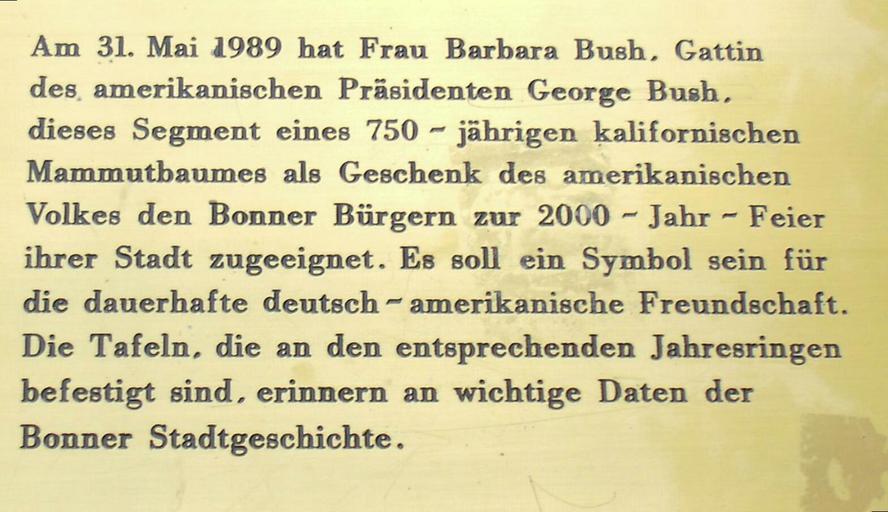 Am 31. Mai 1989 hat Frau Barbara Bush, Gattin
des amerikanischen Präsidenten George Bush,
dieses Segment eines 750 - jährigen kalifornischen
Mammutbaumes als Geschenk des amerikanischen
Volkes den Bonner Bürgern zur 2000 - Jahr - Feier
ihrer Stadt zugeeignet. Es soll ein Symbol sein für
die dauerhafte deutsch - amerikanische Freundschaft.
Die Tafeln, die an den entsprechenden Jahresringen
befestigt sind, erinnern an wichtige Daten der
Bonner Stadtgeschichte.